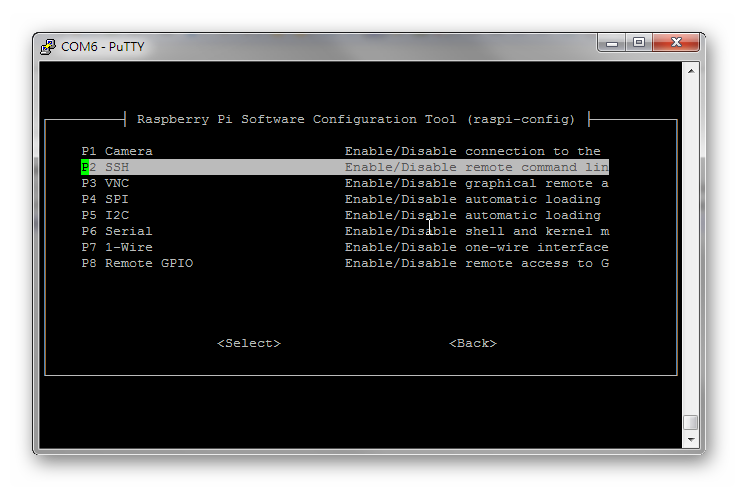 COM6 - PuTTY
Raspberry Pi Software Configuration Tool (raspi-config)
P1 Camera Enable/Disable connection to the
P2 SSH Enable/Disable remote command lin
P3 VNC Enable/Disable graphical remote a
P4 SPI Enable/Disable automatic loading
P5 I2C Enable/Disable automatic loading
P6 Serial Enable/Disable shell and kernel m
P7 1-Wire Enable/Disable one-wire interface
P8 Remote GPIO Enable/Disable remote access to G
<Select> <Back>